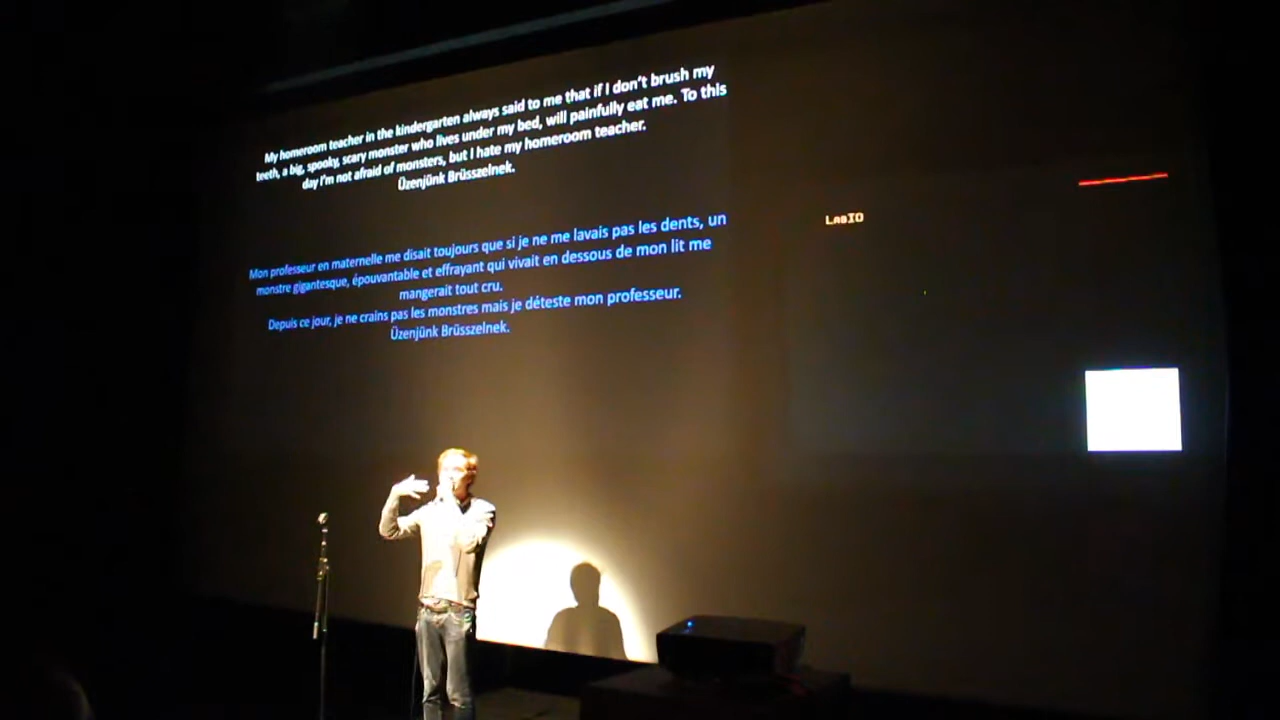 My homeroom teacher in the kindergarten always said to me that if I don't brush my
teeth, a big, spooky, scary monster who lives under my bed, will painfully eat me. To this
day I'm not afraid of monsters, but I hate my homeroom teacher.
Üzenjünk Brüsszelnek.
Mon professeur en maternelle me disait toujours que si je ne me lavais pas les dents, un
monstre gigantesque, épouvantable et effrayant qui vivait en dessous de mon lit me
mangerait tout cru.
Depuis ce jour, je ne crains pas les monstres mais je déteste mon professeur.
Üzenjünk Brüsszelnek.
LabIO